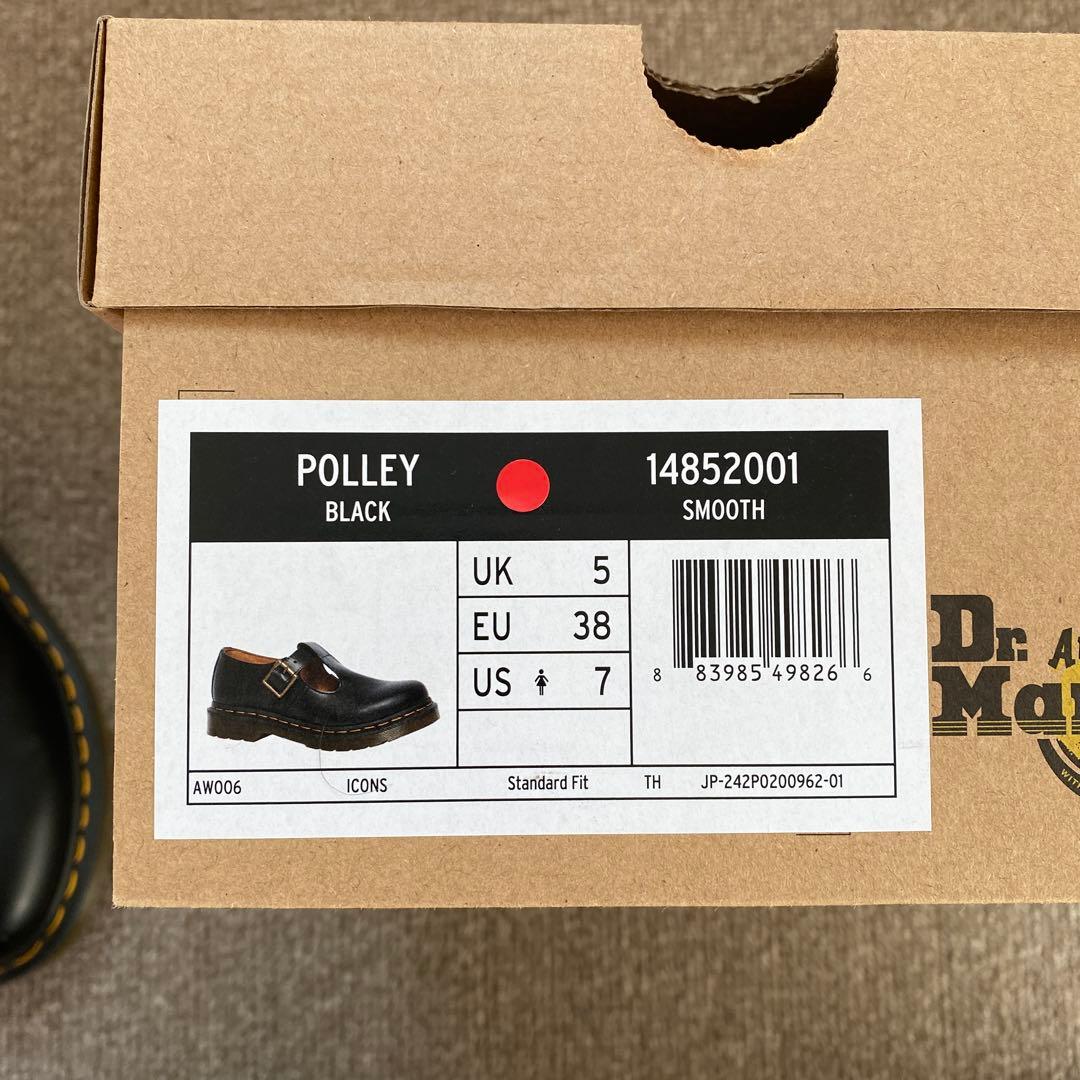 POLLEY
BLACK
14852001
SMOOTH
UK 5
EU 38
US 7
8 83985 49826 6
AW006 ICONS Standard Fit TH JP-242P0200962-01
Dr.